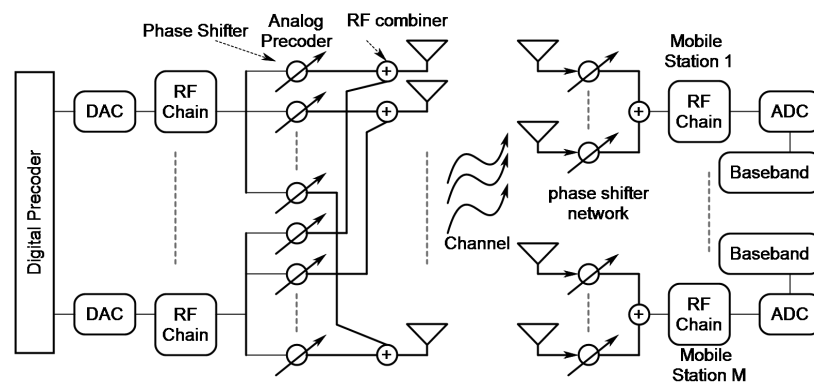 Phase Shifter
Analog
Precoder
RF combiner
Digital Precoder
DAC
RF
Chain
DAC
RF
Chain
Channel
phase shifter
network
Mobile
Station 1
RF
Chain
ADC
Baseband
Baseband
RF
Chain
ADC
Mobile
Station M